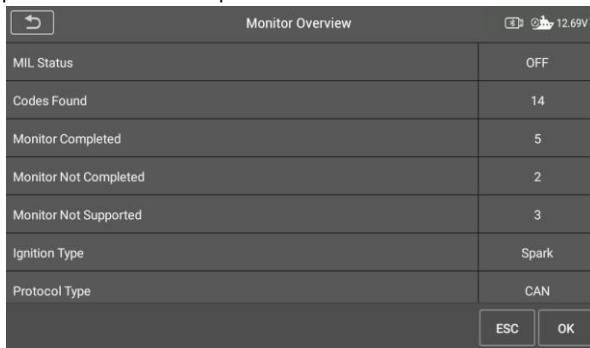 Monitor Overview 12.69V
MIL Status OFF
Codes Found 14
Monitor Completed 5
Monitor Not Completed 2
Monitor Not Supported 3
Ignition Type Spark
Protocol Type CAN
ESC OK